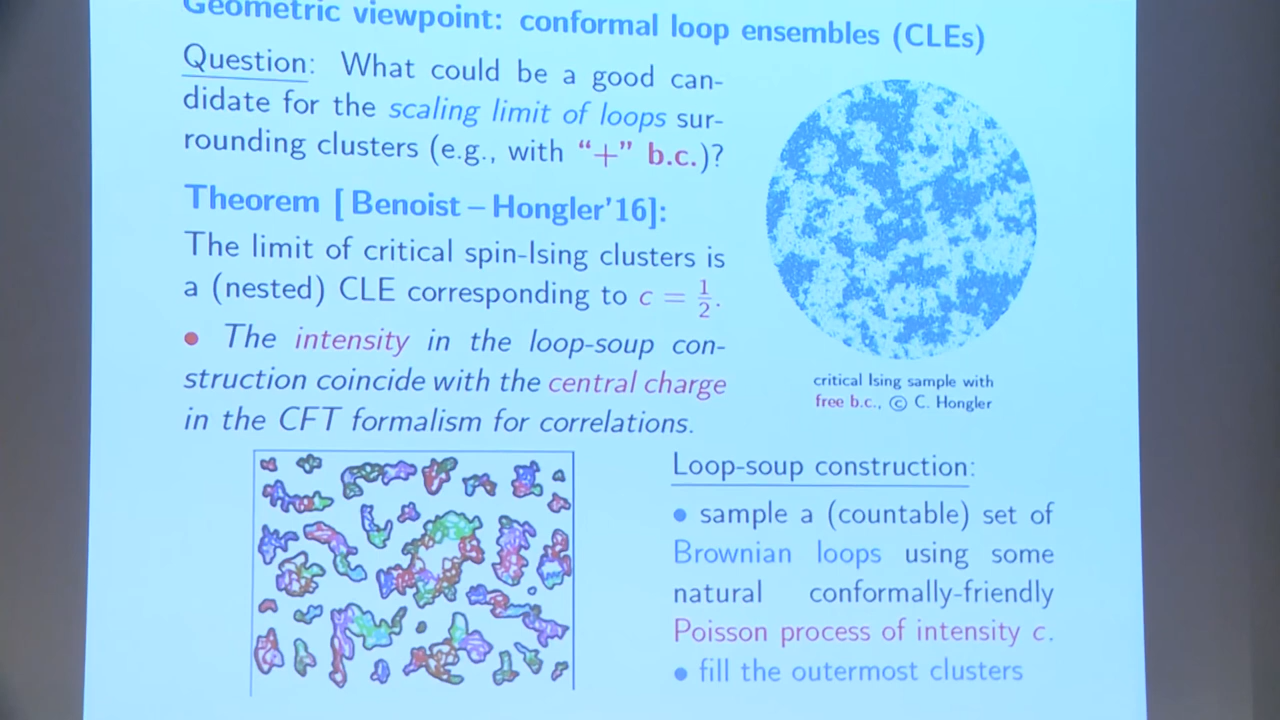 Geometric viewpoint: conformal loop ensembles (CLEs)
Question: What could be a good can-
didate for the scaling limit of loops sur-
rounding clusters (e.g., with “+” b.c.)?
Theorem [ Benoist – Hongler’16]:
The limit of critical spin-Ising clusters is
a (nested) CLE corresponding to c = 1/2.
• The intensity in the loop-soup con-
struction coincide with the central charge
in the CFT formalism for correlations.
critical Ising sample with
free b.c., © C. Hongler
Loop-soup construction:
• sample a (countable) set of
Brownian loops using some
natural conformally-friendly
Poisson process of intensity c.
• fill the outermost clusters